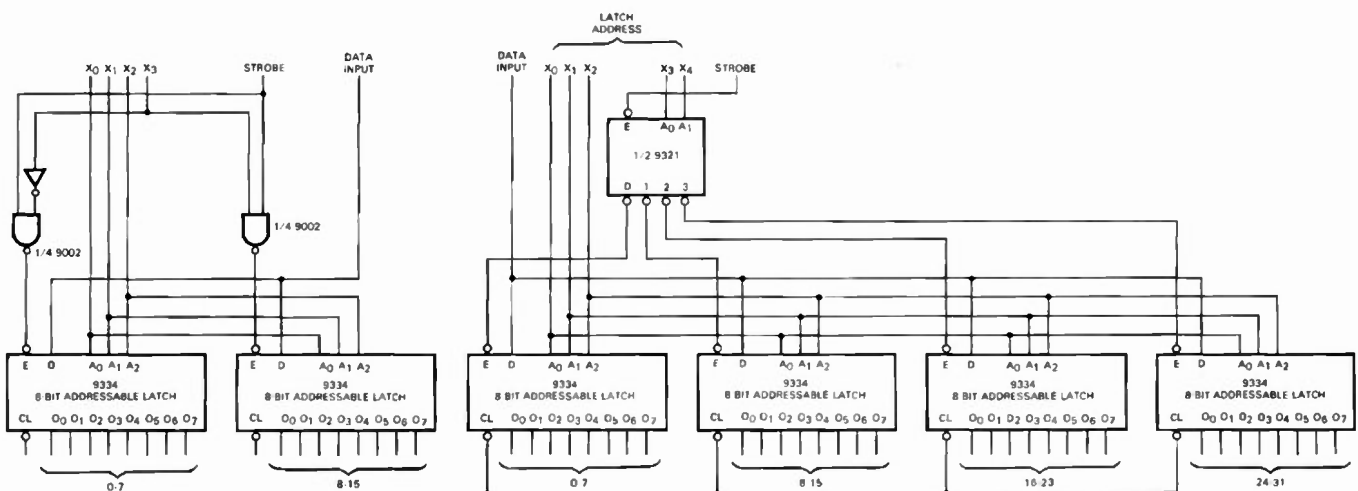 LATCH
ADDRESS
X0 X1 X2 X3 STROBE DATA
INPUT
DATA
INPUT X0 X1 X2 X3 X4 STROBE
E A0 A1
1/2 9321
D 1 2 3
1/4 9002
1/4 9002
E D A0 A1 A2
9334
8-BIT ADDRESSABLE LATCH
CL O0 O1 O2 O3 O4 O5 O6 O7
0-7
E D A0 A1 A2
9334
8-BIT ADDRESSABLE LATCH
CL O0 O1 O2 O3 O4 O5 O6 O7
8-15
E D A0 A1 A2
9334
8-BIT ADDRESSABLE LATCH
CL O0 O1 O2 O3 O4 O5 O6 O7
0-7
E D A0 A1 A2
9334
8-BIT ADDRESSABLE LATCH
CL O0 O1 O2 O3 O4 O5 O6 O7
8-15
E D A0 A1 A2
9334
8-BIT ADDRESSABLE LATCH
CL O0 O1 O2 O3 O4 O5 O6 O7
16-23
E D A0 A1 A2
9334
8-BIT ADDRESSABLE LATCH
CL O0 O1 O2 O3 O4 O5 O6 O7
24-31